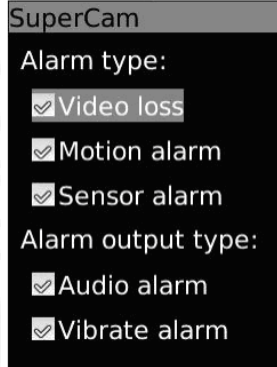 SuperCam
Alarm type:
Video loss
Motion alarm
Sensor alarm
Alarm output type:
Audio alarm
Vibrate alarm